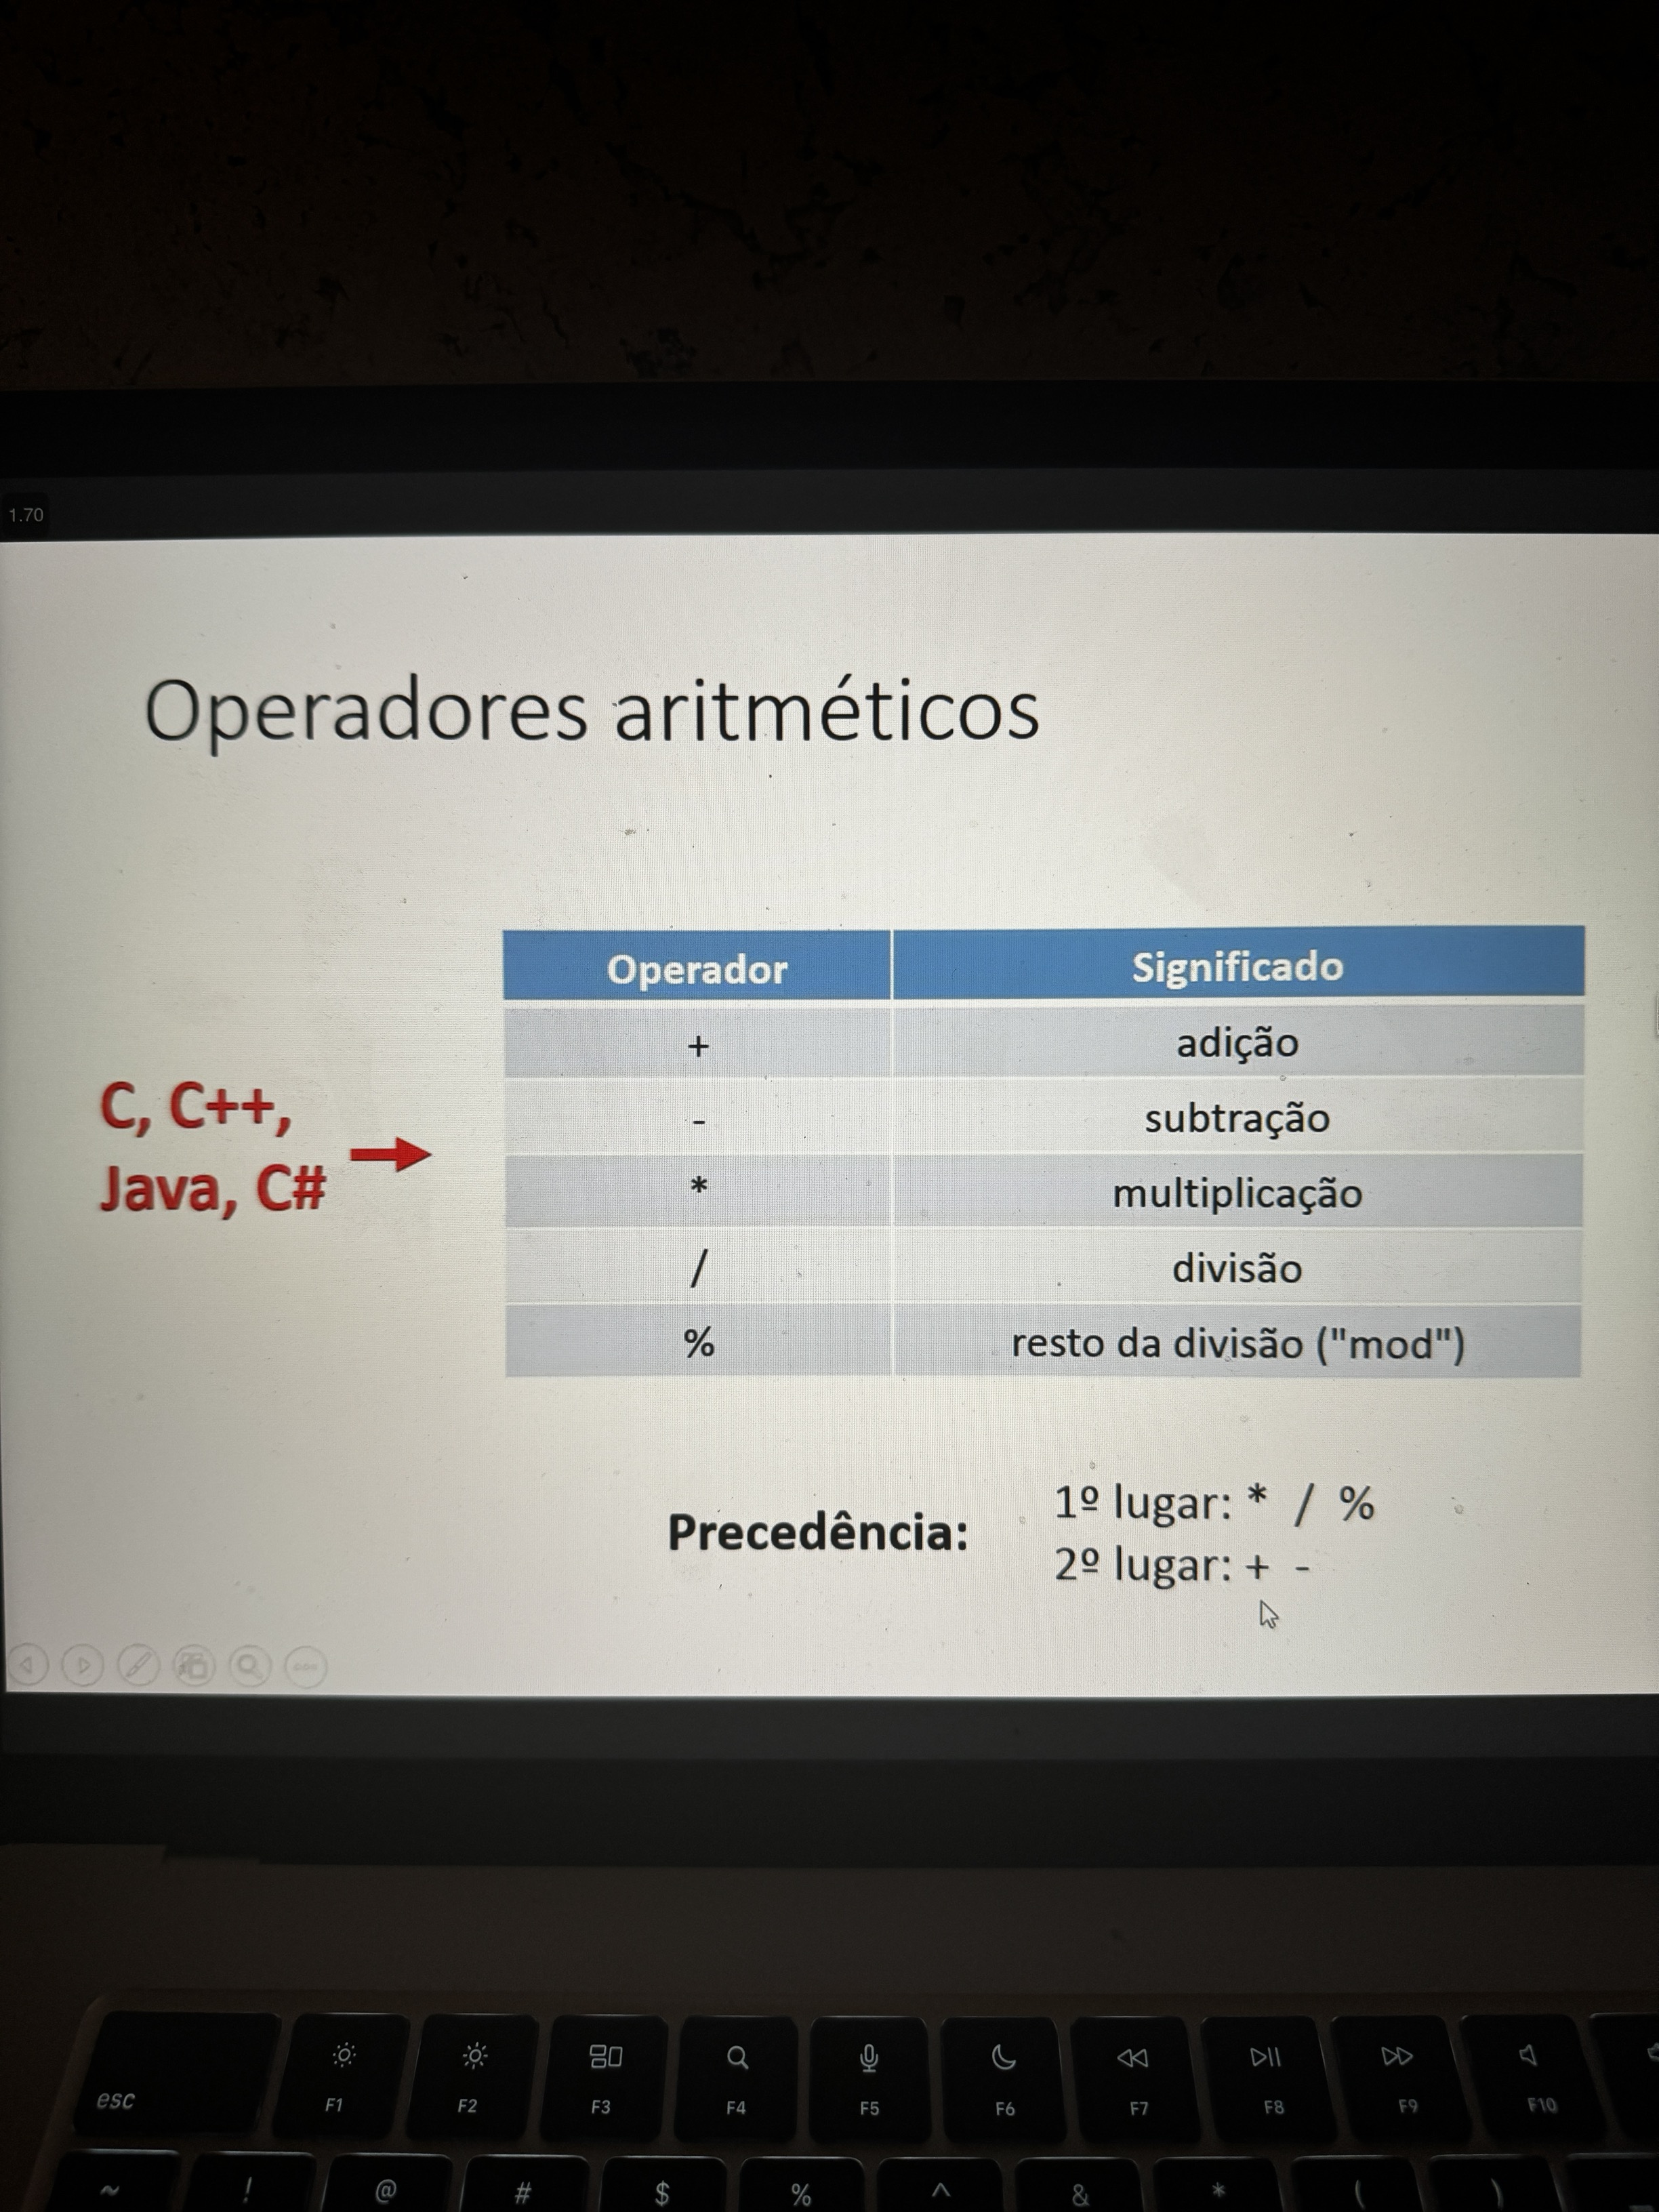 1.70
Operadores aritméticos
C, C++,
Java, C#
Operador Significado
+ adição
- subtração
* multiplicação
/ divisão
% resto da divisão ("mod")
Precedência:
1º lugar: * / %
2º lugar: + -
esc F1 F2 F3 F4 F5 F6 F7 F8 F9 F10
~ ! @ # $ % ^ & * ( )